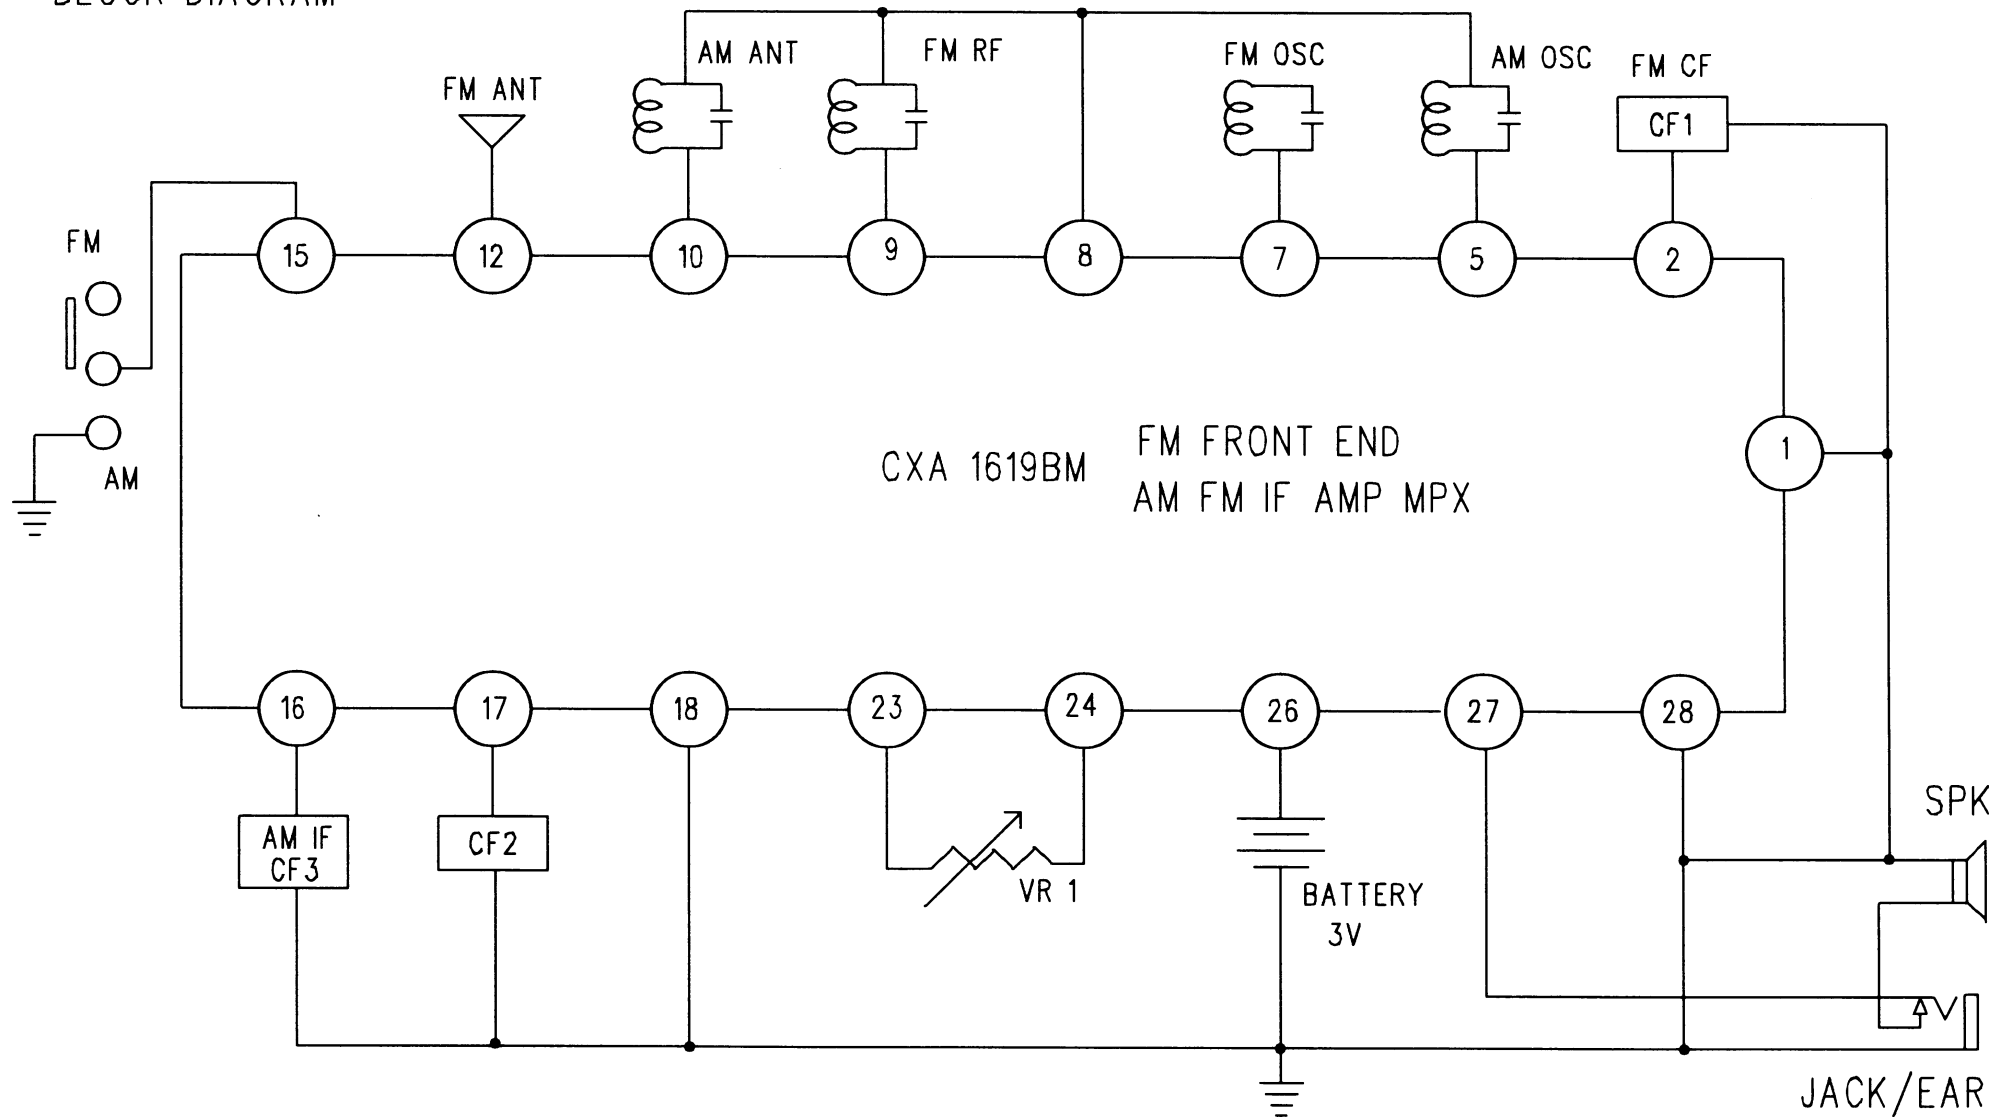 BLOCK DIAGRAM
AM ANT
FM RF
FM OSC
AM OSC
FM CF
FM ANT
CF1
FM
15
12
10
9
8
7
5
2
AM
CXA 1619BM
FM FRONT END
AM FM IF AMP MPX
1
16
17
18
23
24
26
27
28
AM IF
CF3
CF2
VR 1
BATTERY
3V
SPK
JACK/EAR